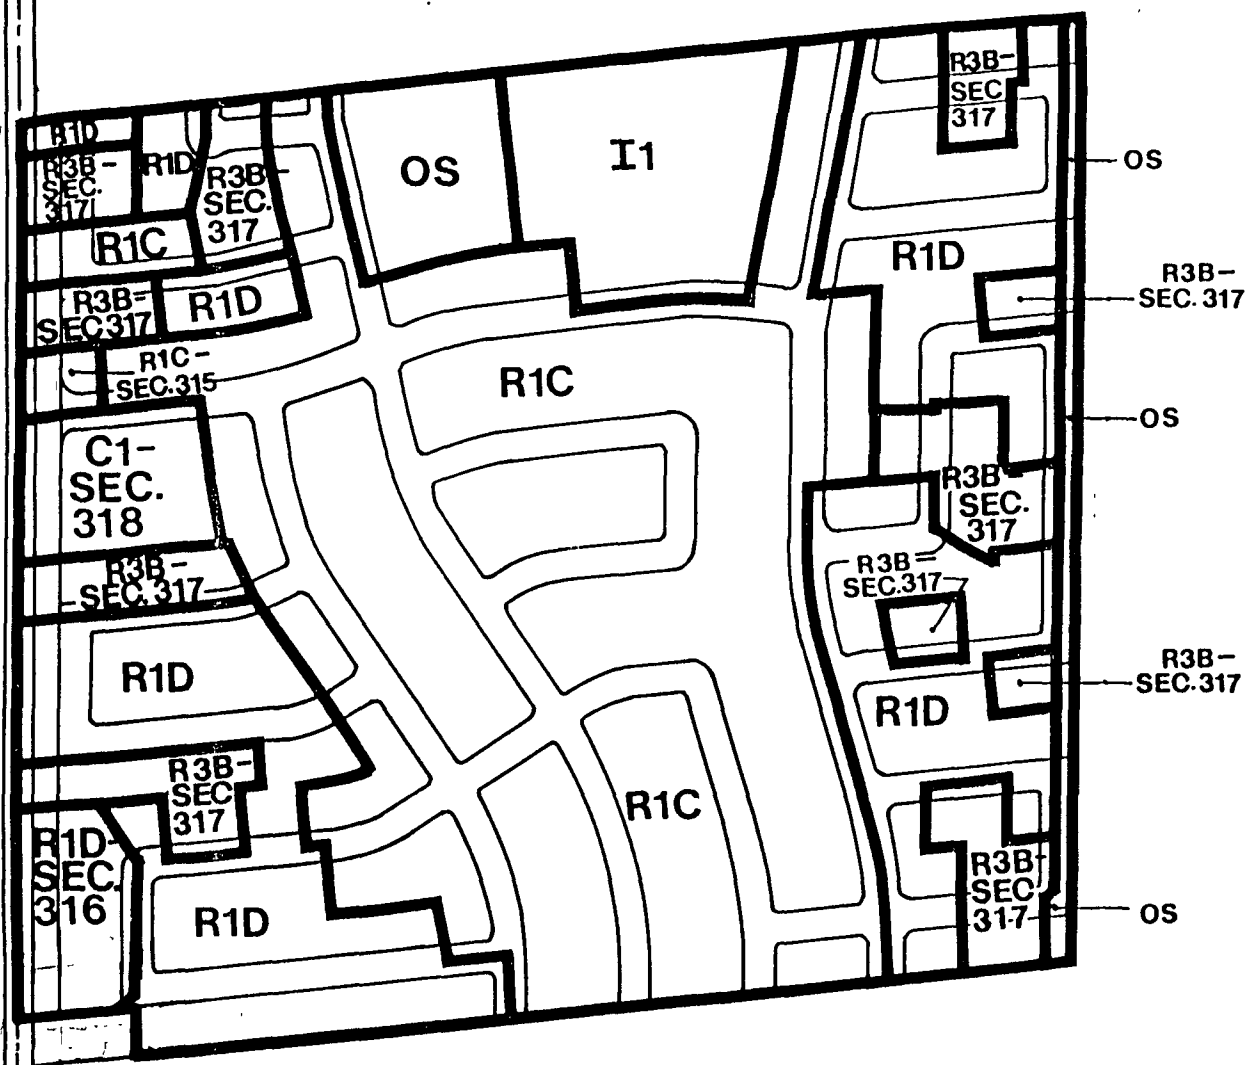 R3B-
SEC
317
R1D
R3B-
SEC.
317
R1D
R3B-
SEC.
317
OS
I1
OS
R1C
R1D
R3B-
SEC.317
R3B-
SEC.317
R1D
R1C-
SEC.315
R1C
OS
C1-
SEC.
318
R3B-
SEC.
317
R3B-
SEC.317
R3B-
SEC.317
R3B-
SEC.317
R1D
R1D
R3B-
SEC
317
R1C
R1D-
SEC.
316
R3B-
SEC
317
R1D
OS